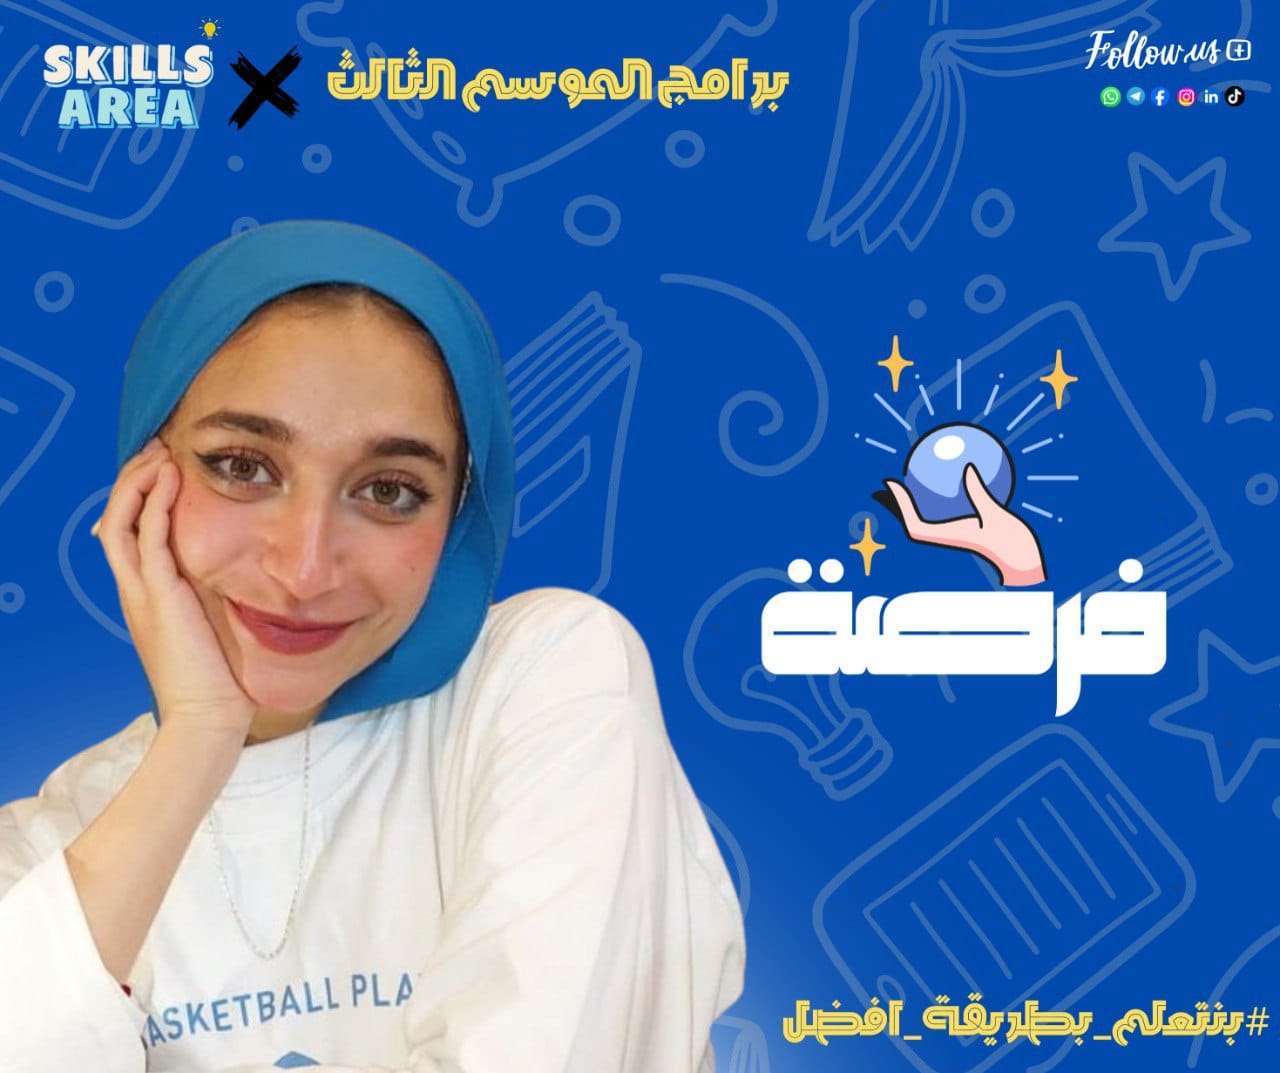 SKILLS
AREA
برامج الموسم الثالث
Follow us
فرصة
BASKETBALL PLA
#بنتعلم_بطريقة_افضل